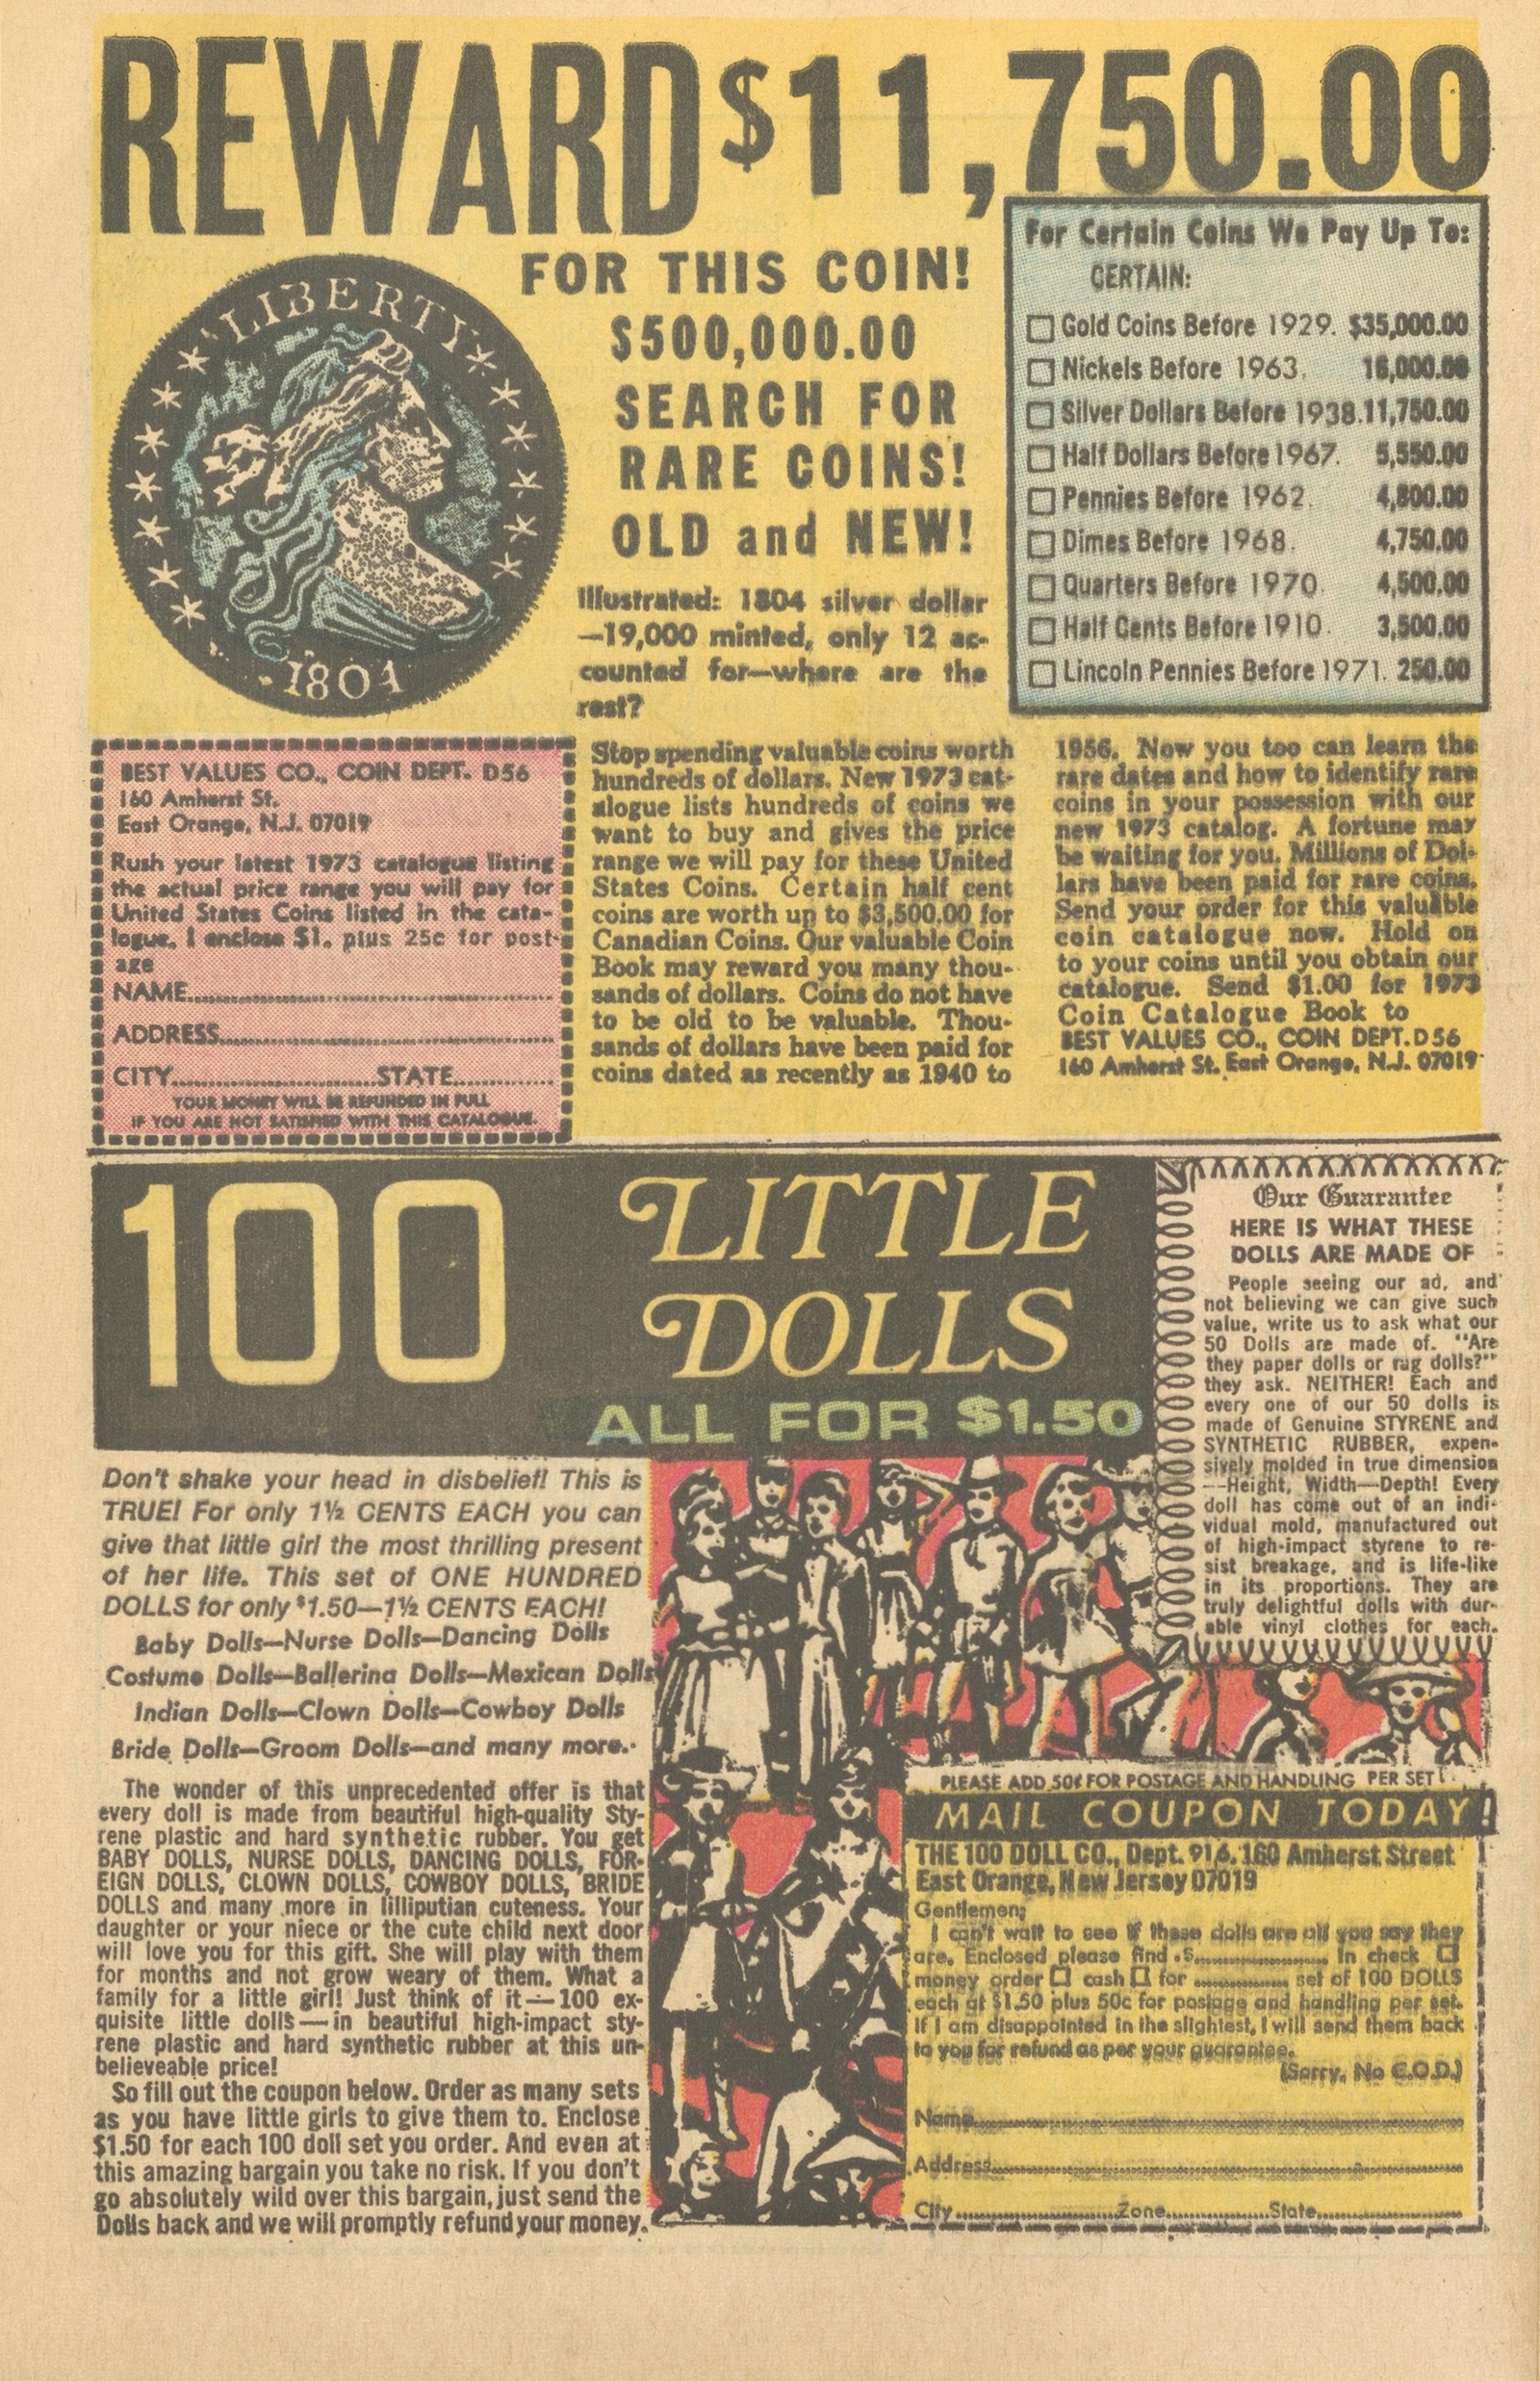 REWARD $11,750.00
FOR THIS COIN!
$500,000.00
SEARCH FOR
RARE COINS!
OLD and NEW!
Illustrated: 1804 silver dollar
—19,000 minted, only 12 ac-
counted for—where are the
rest?
LIBERTY
1804
For Certain Coins We Pay Up To:
CERTAIN:
Gold Coins Before 1929. $35,000.00
Nickels Before 1963. 16,000.00
Silver Dollars Before 1938. 11,750.00
Half Dollars Before 1967. 5,550.00
Pennies Before 1962. 4,800.00
Dimes Before 1968. 4,750.00
Quarters Before 1970. 4,500.00
Half Cents Before 1910. 3,500.00
Lincoln Pennies Before 1971. 250.00
BEST VALUES CO., COIN DEPT. D56
160 Amherst St.
East Orange, N.J. 07019
Rush your latest 1973 catalogue listing
the actual price range you will pay for
United States Coins listed in the cata-
logue. I enclose $1. plus 25c for post-
age
NAME
ADDRESS
CITY STATE
YOUR MONEY WILL BE REFUNDED IN FULL
IF YOU ARE NOT SATISFIED WITH THIS CATALOGUE.
Stop spending valuable coins worth
hundreds of dollars. New 1973 cat-
alogue lists hundreds of coins we
want to buy and gives the price
range we will pay for these United
States Coins. Certain half cent
coins are worth up to $3,500.00 for
Canadian Coins. Our valuable Coin
Book may reward you many thou-
sands of dollars. Coins do not have
to be old to be valuable. Thou-
sands of dollars have been paid for
coins dated as recently as 1940 to
1956. Now you too can learn the
rare dates and how to identify rare
coins in your possession with our
new 1973 catalog. A fortune may
be waiting for you. Millions of Dol-
lars have been paid for rare coins.
Send your order for this valuable
coin catalogue now. Hold on
to your coins until you obtain our
catalogue. Send $1.00 for 1973
Coin Catalogue Book to
BEST VALUES CO., COIN DEPT. D56
160 Amherst St. East Orange, N.J. 07019
100 LITTLE
DOLLS
ALL FOR $1.50
Our Guarantee
HERE IS WHAT THESE
DOLLS ARE MADE OF
People seeing our ad, and
not believing we can give such
value, write us to ask what our
50 Dolls are made of. "Are
they paper dolls or rag dolls?"
they ask. NEITHER! Each and
every one of our 50 dolls is
made of Genuine STYRENE and
SYNTHETIC RUBBER, expen-
sively molded in true dimension
—Height, Width—Depth! Every
doll has come out of an indi-
vidual mold, manufactured out
of high-impact styrene to re-
sist breakage, and is life-like
in its proportions. They are
truly delightful dolls with dur-
able vinyl clothes for each.
Don't shake your head in disbelief! This is
TRUE! For only 1½ CENTS EACH you can
give that little girl the most thrilling present
of her life. This set of ONE HUNDRED
DOLLS for only $1.50—1½ CENTS EACH!
Baby Dolls—Nurse Dolls—Dancing Dolls
Costume Dolls—Ballerina Dolls—Mexican Dolls
Indian Dolls—Clown Dolls—Cowboy Dolls
Bride Dolls—Groom Dolls—and many more.
The wonder of this unprecedented offer is that
every doll is made from beautiful high-quality Sty-
rene plastic and hard synthetic rubber. You get
BABY DOLLS, NURSE DOLLS, DANCING DOLLS, FOR-
EIGN DOLLS, CLOWN DOLLS, COWBOY DOLLS, BRIDE
DOLLS and many more in lilliputian cuteness. Your
daughter or your niece or the cute child next door
will love you for this gift. She will play with them
for months and not grow weary of them. What a
family for a little girl! Just think of it—100 ex-
quisite little dolls—in beautiful high-impact sty-
rene plastic and hard synthetic rubber at this un-
believeable price!
So fill out the coupon below. Order as many sets
as you have little girls to give them to. Enclose
$1.50 for each 100 doll set you order. And even at
this amazing bargain you take no risk. If you don't
go absolutely wild over this bargain, just send the
Dolls back and we will promptly refund your money.
PLEASE ADD 50¢ FOR POSTAGE AND HANDLING PER SET!
MAIL COUPON TODAY!
THE 100 DOLL CO., Dept. 916, 160 Amherst Street
East Orange, New Jersey 07019
Gentlemen;
I can't wait to see if these dolls are all you say they
are. Enclosed please find $ In check ☐
money order ☐ cash ☐ for set of 100 DOLLS
each at $1.50 plus 50c for postage and handling per set.
If I am disappointed in the slightest, I will send them back
to you for refund as per your guarantee.
(Sorry, No C.O.D.)
Name
Address
City Zone State